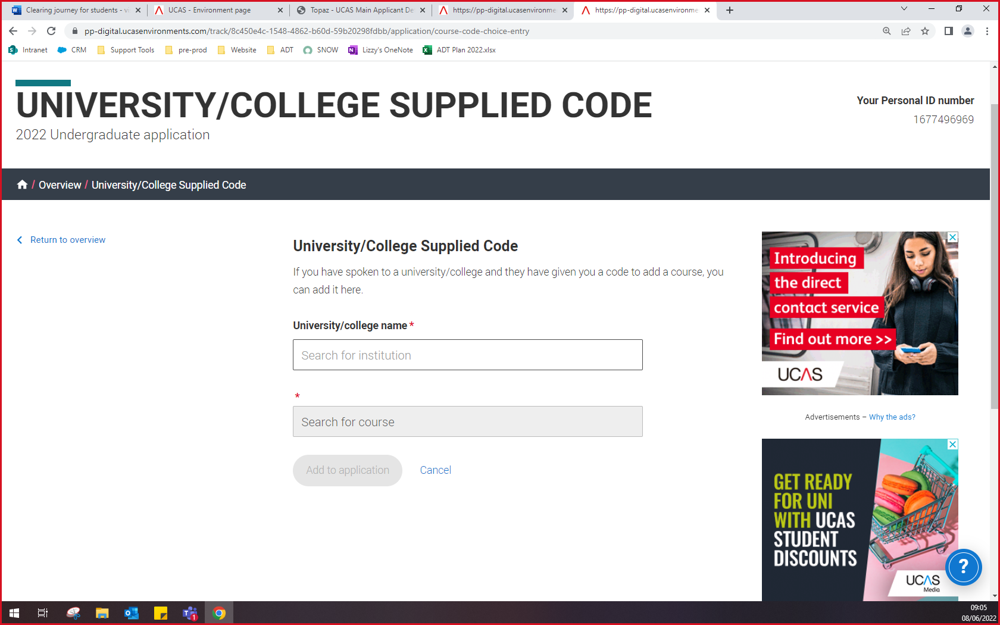 Clearing journey for students - vi
UCAS - Environment page
Topaz - UCAS Main Applicant De
https://pp-digital.ucasenvironme
https://pp-digital.ucasenvironme
pp-digital.ucasenvironments.com/track/8c450e4c-1548-4862-b60d-59b20298fdbb/application/course-code-choice-entry
Intranet
CRM
Support Tools
pre-prod
Website
ADT
SNOW
Lizzy's OneNote
ADT Plan 2022.xlsx
UNIVERSITY/COLLEGE SUPPLIED CODE
2022 Undergraduate application
Your Personal ID number
1677496969
/ Overview / University/College Supplied Code
Return to overview
University/College Supplied Code
If you have spoken to a university/college and they have given you a code to add a course, you
can add it here.
University/college name *
Search for institution
*
Search for course
Add to application
Cancel
Introducing
the direct
contact service
Find out more >>
UCAS
Advertisements – Why the ads?
GET READY
FOR UNI
WITH UCAS
STUDENT
DISCOUNTS
UCAS
Media
?
1
09:05
08/06/2022